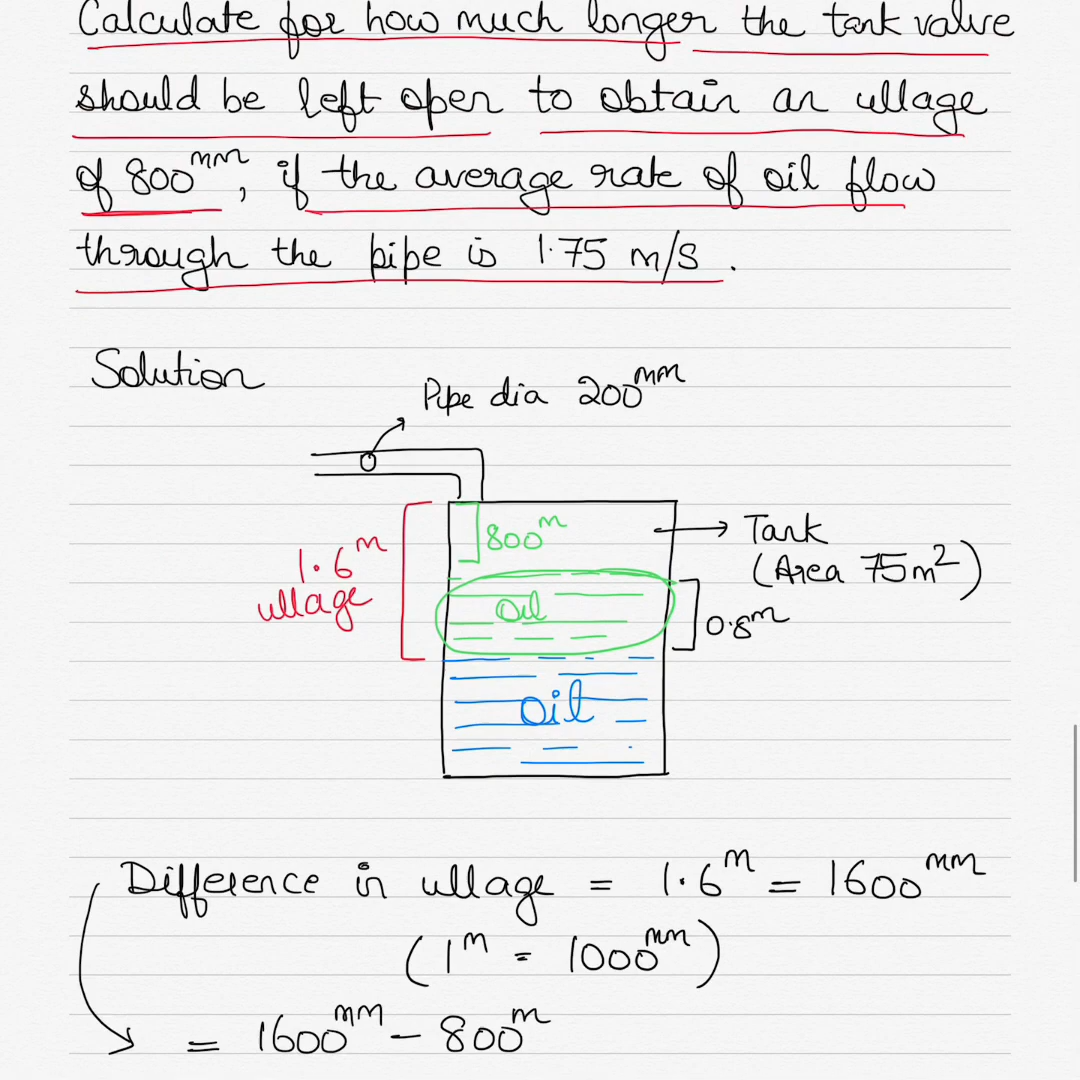 Calculate for how much longer the tank valve
should be left open to obtain an ullage
of 800mm, if the average rate of oil flow
through the pipe is 1.75 m/s.
Solution
Pipe dia 200mm
800m
1.6m
ullage
Tank
(Area 75m²)
oil
0.8m
oil
Difference in ullage = 1.6m = 1600mm
(1m = 1000mm)
= 1600mm - 800m